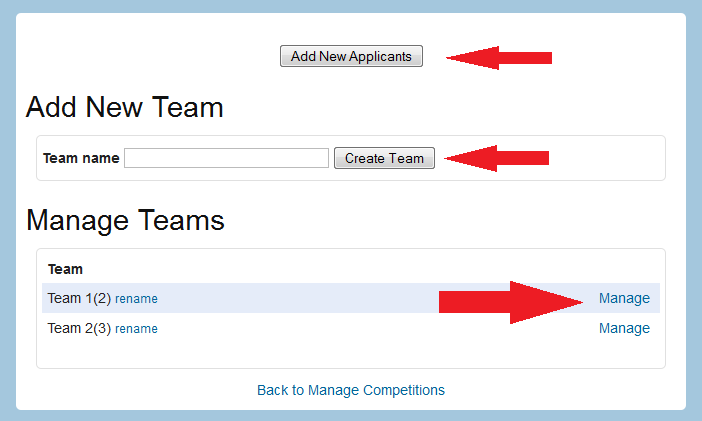 Add New Applicants
Add New Team
Team name Create Team
Manage Teams
Team
Team 1(2) rename Manage
Team 2(3) rename Manage
Back to Manage Competitions